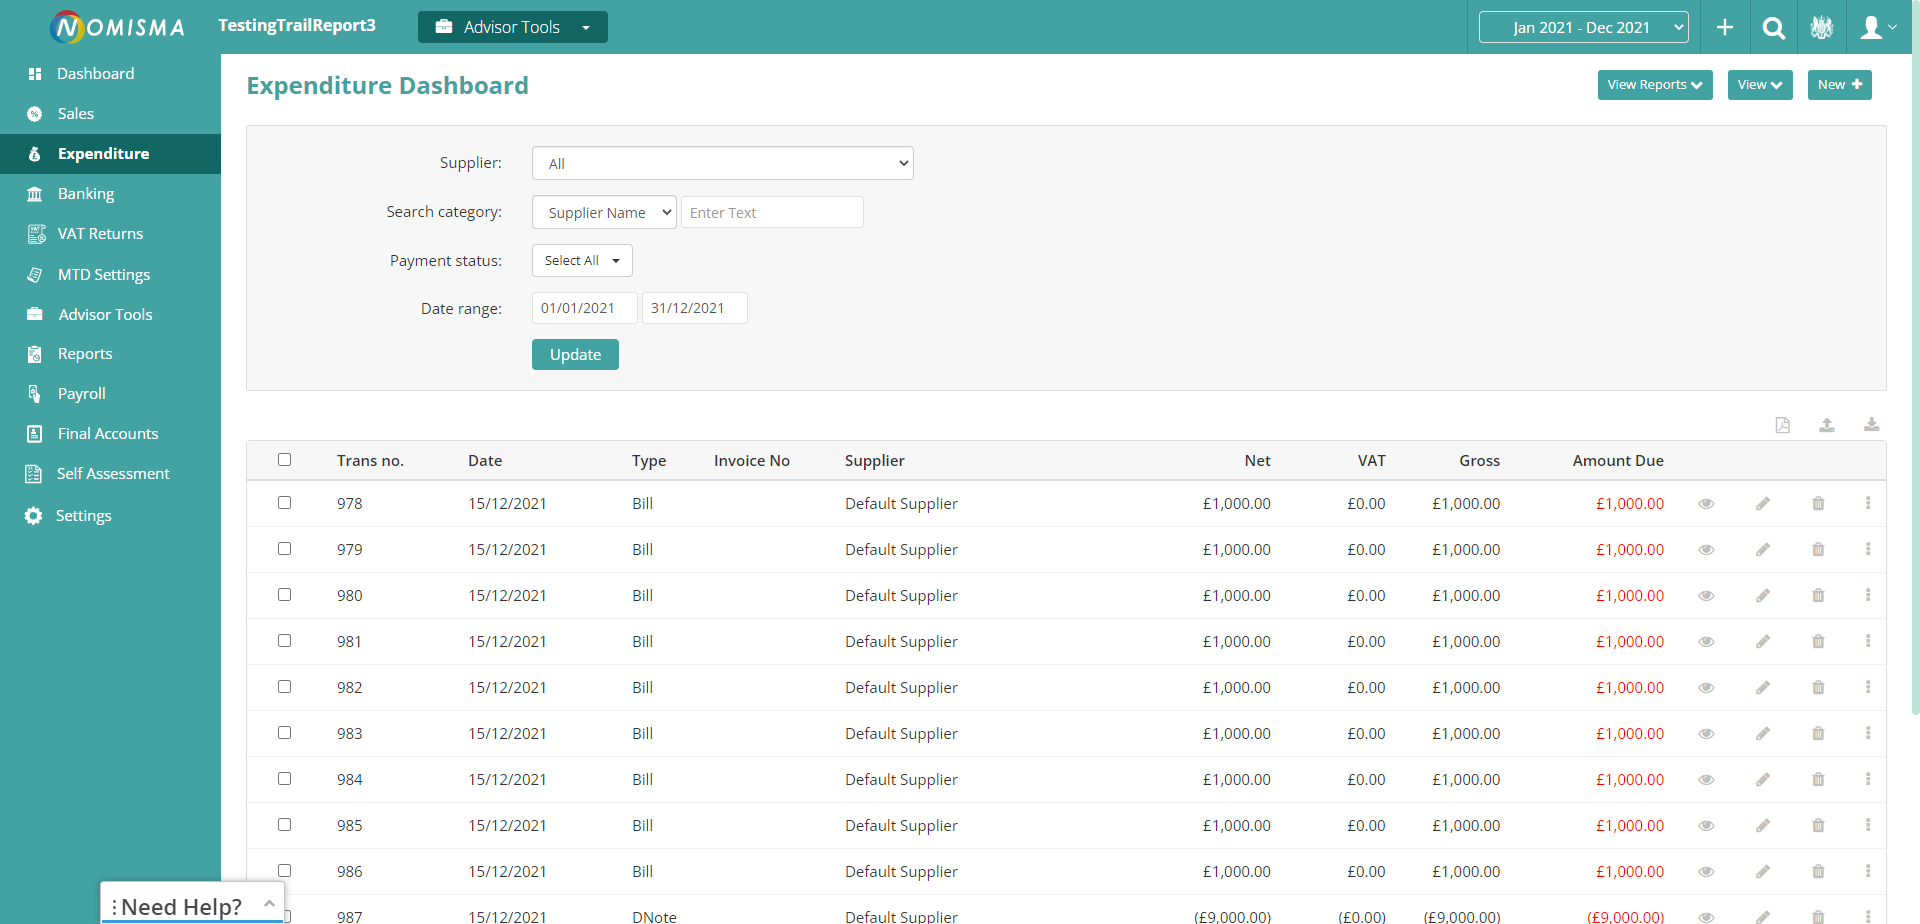 NOMISMA TestingTrailReport3 Advisor Tools Jan 2021 - Dec 2021
Dashboard
Sales
Expenditure
Banking
VAT Returns
MTD Settings
Advisor Tools
Reports
Payroll
Final Accounts
Self Assessment
Settings
Expenditure Dashboard View Reports View New
Supplier: All
Search category: Supplier Name Enter Text
Payment status: Select All
Date range: 01/01/2021 31/12/2021
Update
Trans no. Date Type Invoice No Supplier Net VAT Gross Amount Due
978 15/12/2021 Bill Default Supplier £1,000.00 £0.00 £1,000.00 £1,000.00
979 15/12/2021 Bill Default Supplier £1,000.00 £0.00 £1,000.00 £1,000.00
980 15/12/2021 Bill Default Supplier £1,000.00 £0.00 £1,000.00 £1,000.00
981 15/12/2021 Bill Default Supplier £1,000.00 £0.00 £1,000.00 £1,000.00
982 15/12/2021 Bill Default Supplier £1,000.00 £0.00 £1,000.00 £1,000.00
983 15/12/2021 Bill Default Supplier £1,000.00 £0.00 £1,000.00 £1,000.00
984 15/12/2021 Bill Default Supplier £1,000.00 £0.00 £1,000.00 £1,000.00
985 15/12/2021 Bill Default Supplier £1,000.00 £0.00 £1,000.00 £1,000.00
986 15/12/2021 Bill Default Supplier £1,000.00 £0.00 £1,000.00 £1,000.00
987 15/12/2021 DNote Default Supplier (£9,000.00) (£0.00) (£9,000.00) (£9,000.00)
Need Help?